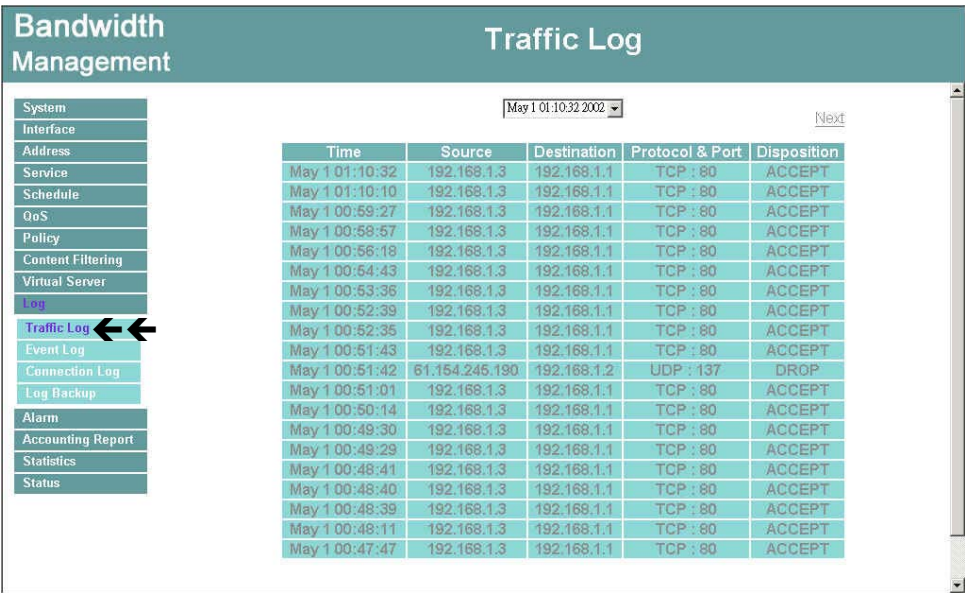 Bandwidth
Management
Traffic Log
System
Interface
Address
Service
Schedule
QoS
Policy
Content Filtering
Virtual Server
Log
Traffic Log
Event Log
Connection Log
Log Backup
Alarm
Accounting Report
Statistics
Status
May 1 01:10:32 2002
Next
Time Source Destination Protocol & Port Disposition
May 1 01:10:32 192.168.1.3 192.168.1.1 TCP : 80 ACCEPT
May 1 01:10:10 192.168.1.3 192.168.1.1 TCP : 80 ACCEPT
May 1 00:59:27 192.168.1.3 192.168.1.1 TCP : 80 ACCEPT
May 1 00:58:57 192.168.1.3 192.168.1.1 TCP : 80 ACCEPT
May 1 00:56:18 192.168.1.3 192.168.1.1 TCP : 80 ACCEPT
May 1 00:54:43 192.168.1.3 192.168.1.1 TCP : 80 ACCEPT
May 1 00:53:36 192.168.1.3 192.168.1.1 TCP : 80 ACCEPT
May 1 00:52:39 192.168.1.3 192.168.1.1 TCP : 80 ACCEPT
May 1 00:52:35 192.168.1.3 192.168.1.1 TCP : 80 ACCEPT
May 1 00:51:43 192.168.1.3 192.168.1.1 TCP : 80 ACCEPT
May 1 00:51:42 61.154.245.190 192.168.1.2 UDP : 137 DROP
May 1 00:51:01 192.168.1.3 192.168.1.1 TCP : 80 ACCEPT
May 1 00:50:14 192.168.1.3 192.168.1.1 TCP : 80 ACCEPT
May 1 00:49:30 192.168.1.3 192.168.1.1 TCP : 80 ACCEPT
May 1 00:49:29 192.168.1.3 192.168.1.1 TCP : 80 ACCEPT
May 1 00:48:41 192.168.1.3 192.168.1.1 TCP : 80 ACCEPT
May 1 00:48:40 192.168.1.3 192.168.1.1 TCP : 80 ACCEPT
May 1 00:48:39 192.168.1.3 192.168.1.1 TCP : 80 ACCEPT
May 1 00:48:11 192.168.1.3 192.168.1.1 TCP : 80 ACCEPT
May 1 00:47:47 192.168.1.3 192.168.1.1 TCP : 80 ACCEPT